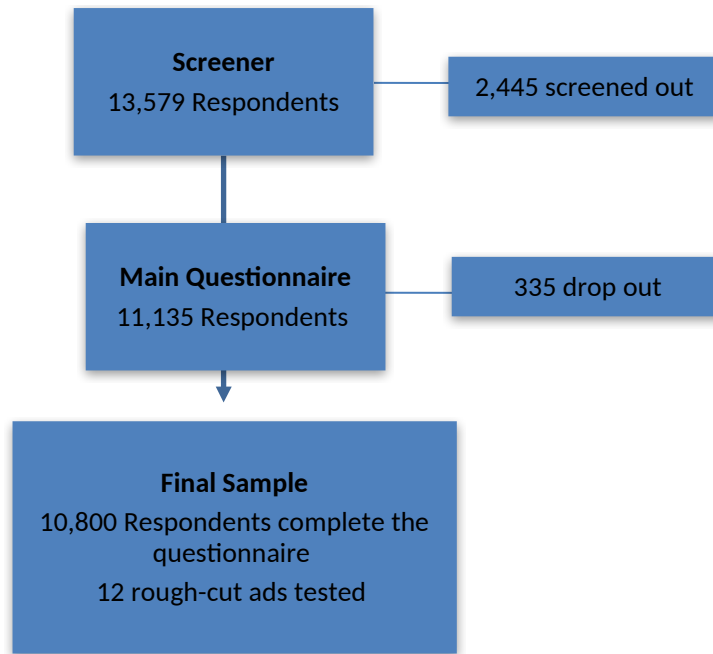 Screener
13,579 Respondents
2,445 screened out
Main Questionnaire
11,135 Respondents
335 drop out
Final Sample
10,800 Respondents complete the
questionnaire
12 rough-cut ads tested